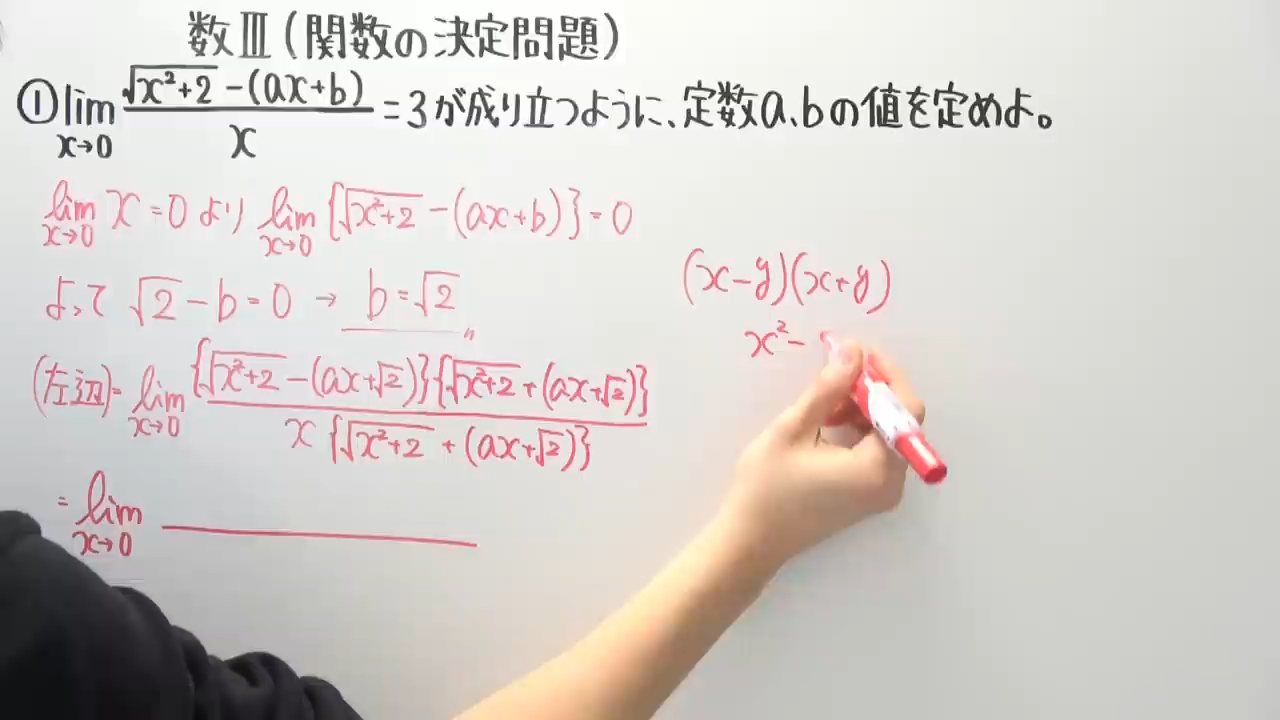 数Ⅲ(関数の決定問題)
① lim_{x→0} (√(x²+2) - (ax+b))/x = 3が成り立つように、定数a、bの値を定めよ。
lim_{x→0} x = 0 より lim_{x→0} {√(x²+2) - (ax+b)} = 0
よって √2 - b = 0 → b = √2 〃
(左辺) = lim_{x→0} {√(x²+2) - (ax+√2)}{√(x²+2) + (ax+√2)} / x{√(x²+2) + (ax+√2)}
= lim_{x→0}
(x-y)(x+y)
x² -